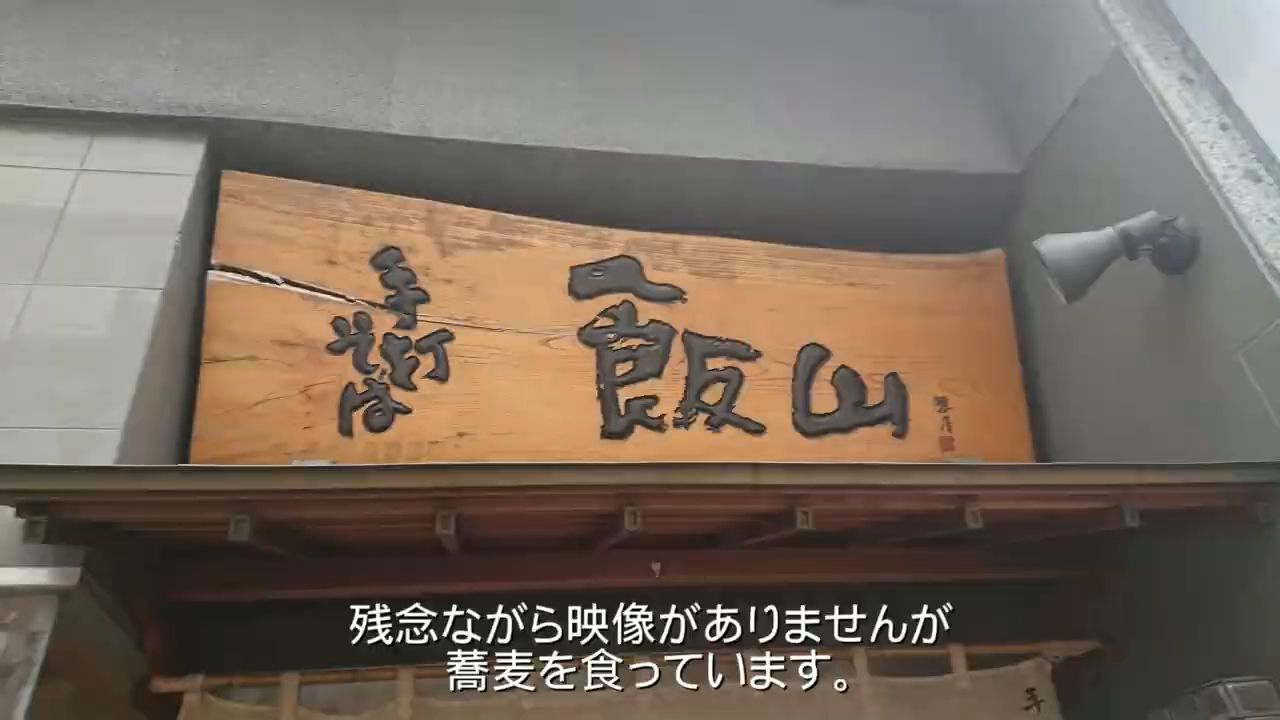 手打
そば
飯山
残念ながら映像がありませんが
蕎麦を食っています。
手